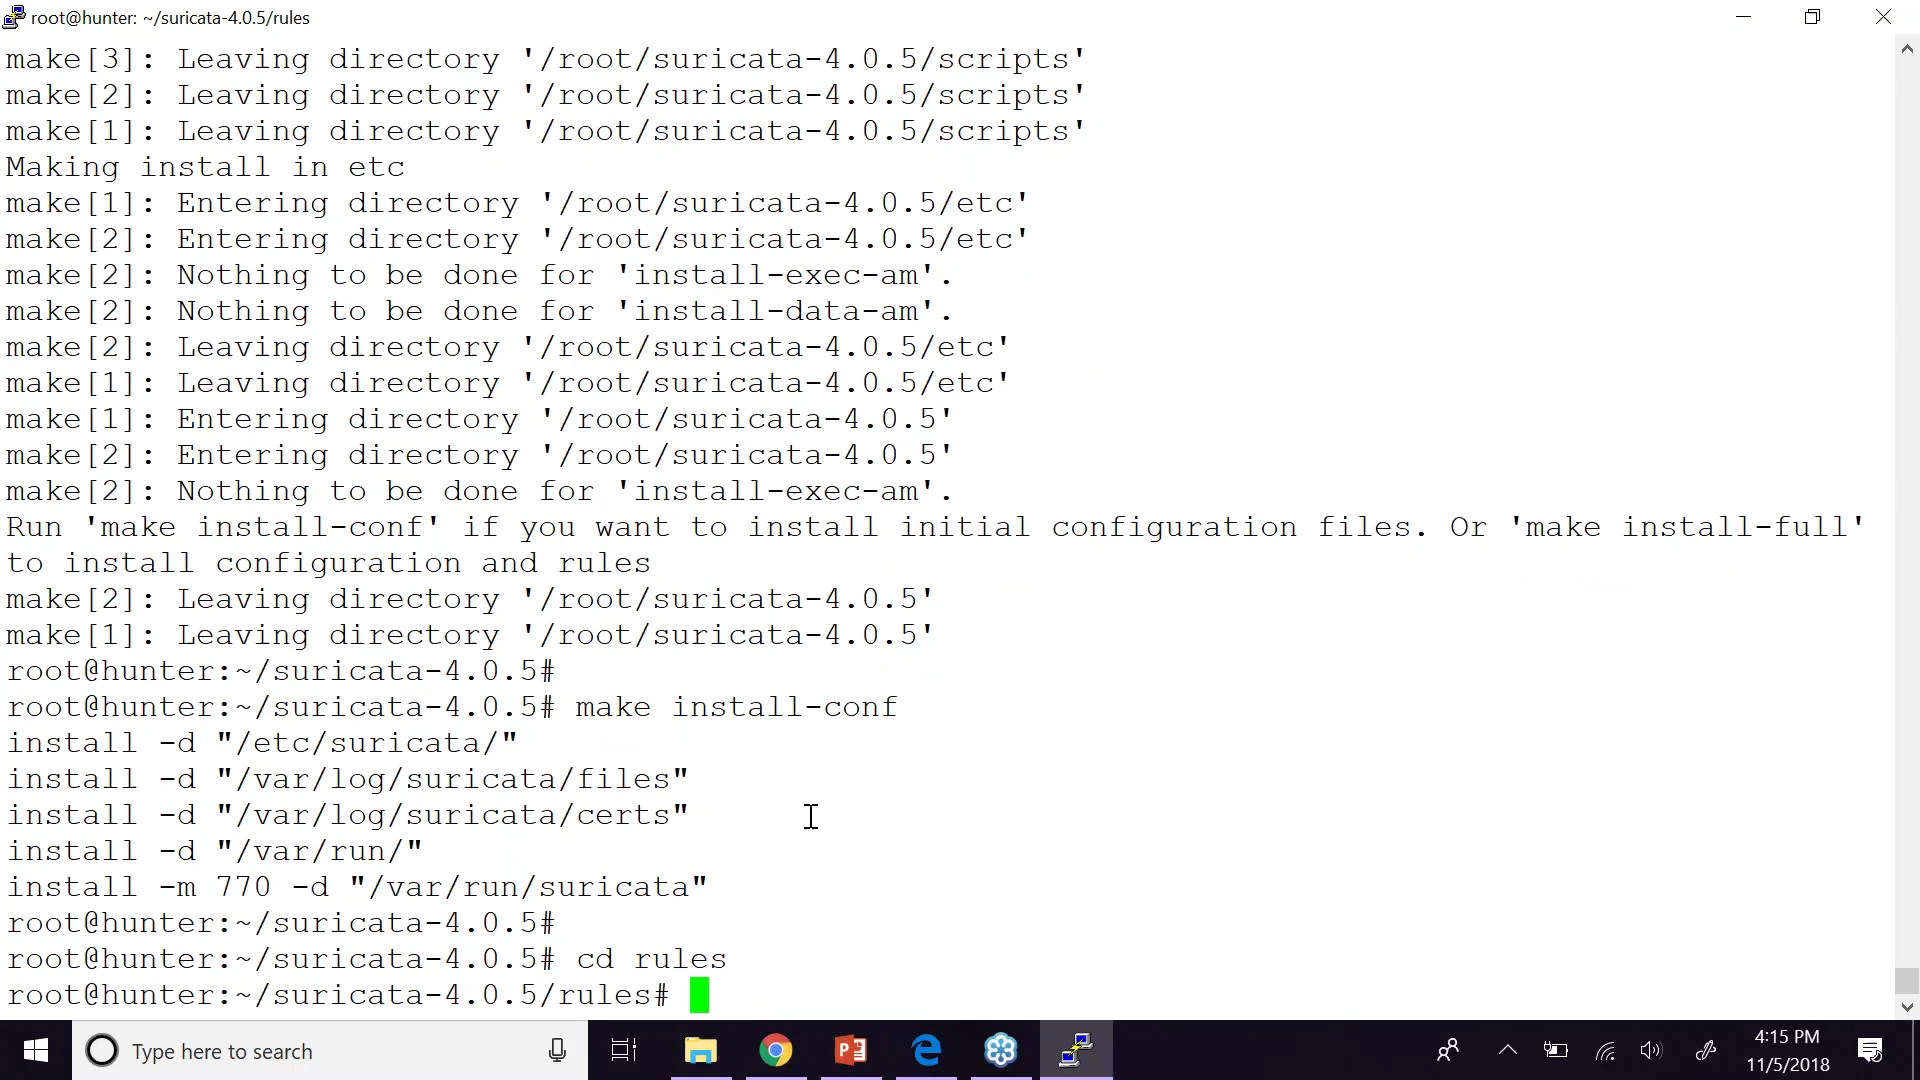 root@hunter: ~/suricata-4.0.5/rules
make[3]: Leaving directory '/root/suricata-4.0.5/scripts'
make[2]: Leaving directory '/root/suricata-4.0.5/scripts'
make[1]: Leaving directory '/root/suricata-4.0.5/scripts'
Making install in etc
make[1]: Entering directory '/root/suricata-4.0.5/etc'
make[2]: Entering directory '/root/suricata-4.0.5/etc'
make[2]: Nothing to be done for 'install-exec-am'.
make[2]: Nothing to be done for 'install-data-am'.
make[2]: Leaving directory '/root/suricata-4.0.5/etc'
make[1]: Leaving directory '/root/suricata-4.0.5/etc'
make[1]: Entering directory '/root/suricata-4.0.5'
make[2]: Entering directory '/root/suricata-4.0.5'
make[2]: Nothing to be done for 'install-exec-am'.
Run 'make install-conf' if you want to install initial configuration files. Or 'make install-full'
to install configuration and rules
make[2]: Leaving directory '/root/suricata-4.0.5'
make[1]: Leaving directory '/root/suricata-4.0.5'
root@hunter:~/suricata-4.0.5#
root@hunter:~/suricata-4.0.5# make install-conf
install -d "/etc/suricata/"
install -d "/var/log/suricata/files"
install -d "/var/log/suricata/certs"
install -d "/var/run/"
install -m 770 -d "/var/run/suricata"
root@hunter:~/suricata-4.0.5#
root@hunter:~/suricata-4.0.5# cd rules
root@hunter:~/suricata-4.0.5/rules#
Type here to search
4:15 PM
11/5/2018